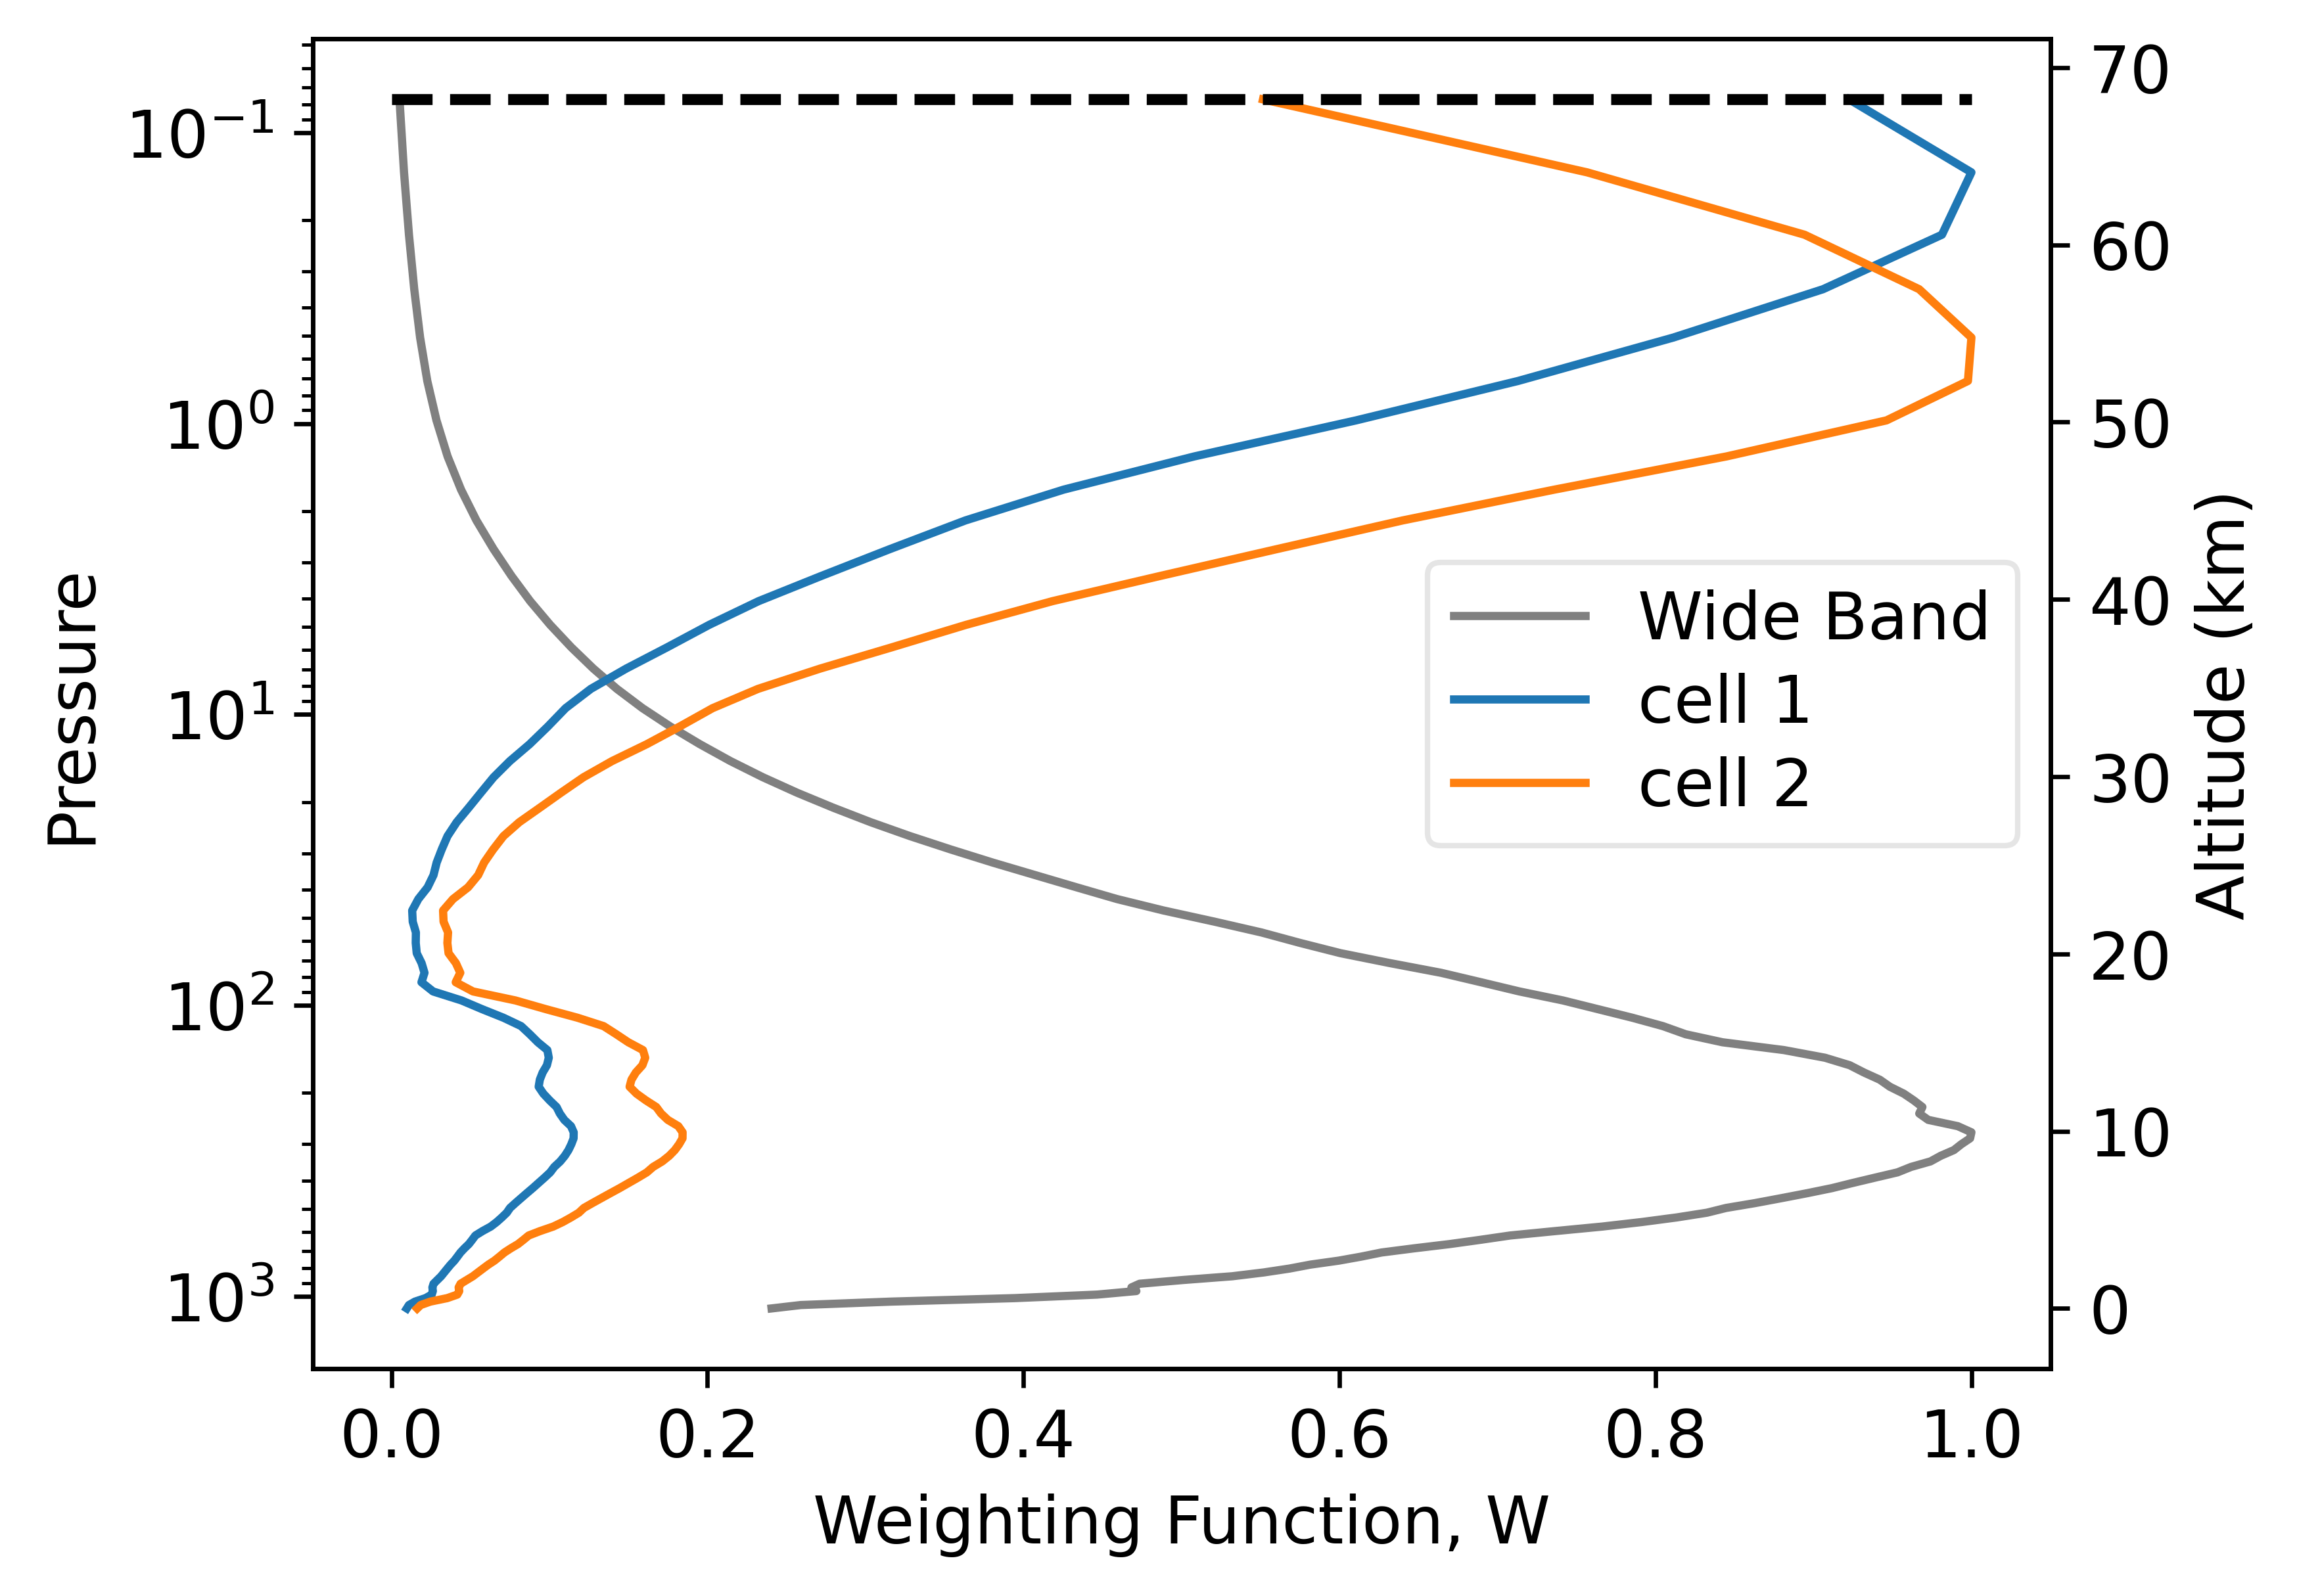 Pressure
10⁻¹
10⁰
10¹
10²
10³
70
60
50
40
30
20
10
0
Altitude (km)
Wide Band
cell 1
cell 2
0.0 0.2 0.4 0.6 0.8 1.0
Weighting Function, W